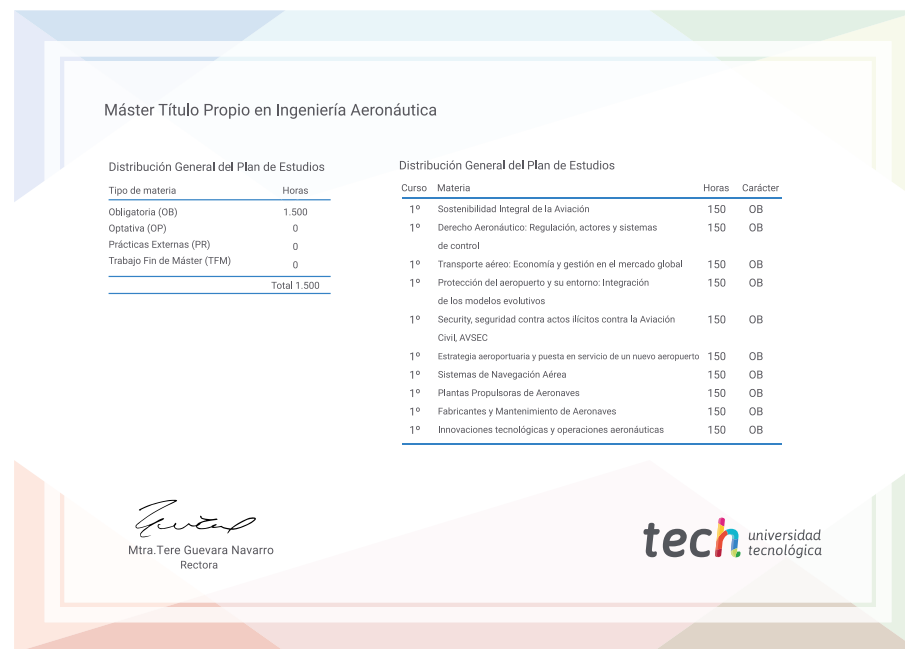 Máster Título Propio en Ingeniería Aeronáutica
Distribución General del Plan de Estudios
Tipo de materia Horas
Obligatoria (OB) 1.500
Optativa (OP) 0
Prácticas Externas (PR) 0
Trabajo Fin de Máster (TFM) 0
Total 1.500
Distribución General del Plan de Estudios
Curso Materia Horas Carácter
1º Sostenibilidad Integral de la Aviación 150 OB
1º Derecho Aeronáutico: Regulación, actores y sistemas 150 OB
de control
1º Transporte aéreo: Economía y gestión en el mercado global 150 OB
1º Protección del aeropuerto y su entorno: Integración 150 OB
de los modelos evolutivos
1º Security, seguridad contra actos ilícitos contra la Aviación 150 OB
Civil, AVSEC
1º Estrategia aeroportuaria y puesta en servicio de un nuevo aeropuerto 150 OB
1º Sistemas de Navegación Aérea 150 OB
1º Plantas Propulsoras de Aeronaves 150 OB
1º Fabricantes y Mantenimiento de Aeronaves 150 OB
1º Innovaciones tecnológicas y operaciones aeronáuticas 150 OB
Mtra.Tere Guevara Navarro
Rectora
tech universidad
tecnológica